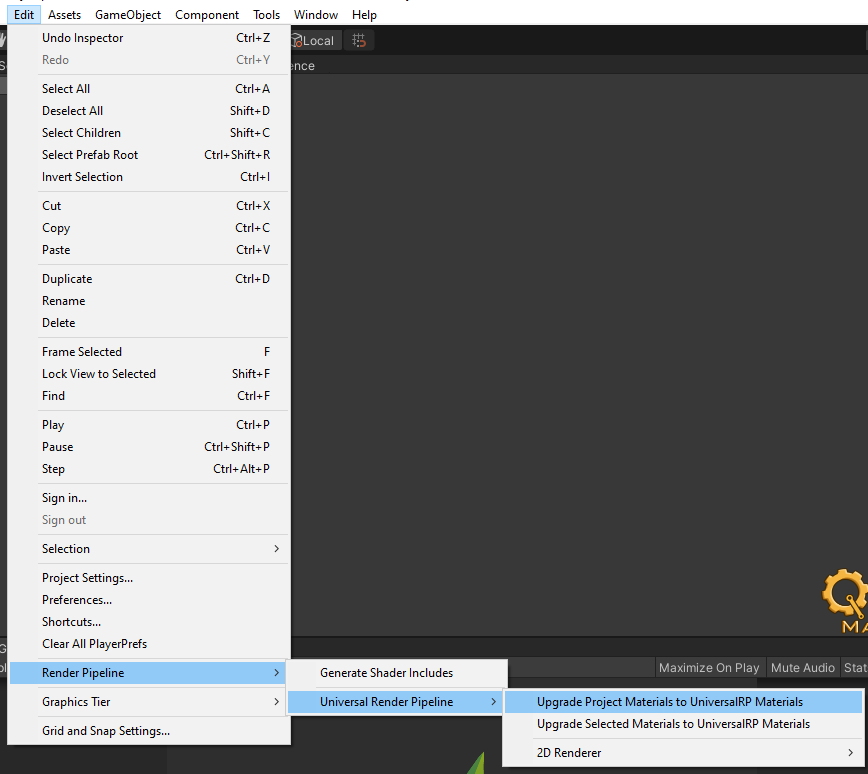 Edit Assets GameObject Component Tools Window Help
Local
ence
Undo Inspector Ctrl+Z
Redo Ctrl+Y
Select All Ctrl+A
Deselect All Shift+D
Select Children Shift+C
Select Prefab Root Ctrl+Shift+R
Invert Selection Ctrl+I
Cut Ctrl+X
Copy Ctrl+C
Paste Ctrl+V
Duplicate Ctrl+D
Rename
Delete
Frame Selected F
Lock View to Selected Shift+F
Find Ctrl+F
Play Ctrl+P
Pause Ctrl+Shift+P
Step Ctrl+Alt+P
Sign in...
Sign out
Selection
Project Settings...
Preferences...
Shortcuts...
Clear All PlayerPrefs
Maximize On Play Mute Audio Stat
Render Pipeline
Generate Shader Includes
Graphics Tier
Universal Render Pipeline
Upgrade Project Materials to UniversalRP Materials
Upgrade Selected Materials to UniversalRP Materials
Grid and Snap Settings...
2D Renderer
MA